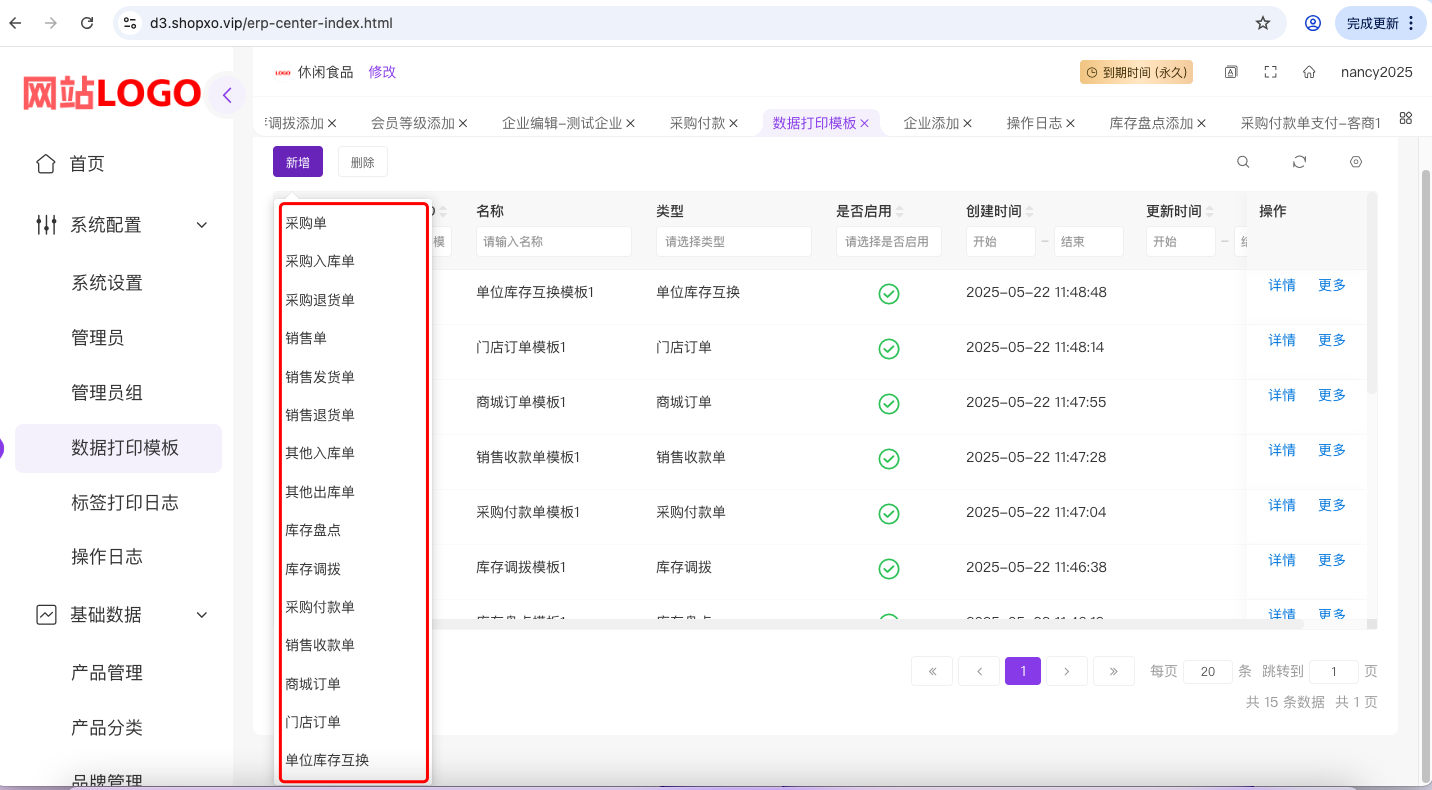 d3.shopxo.vip/erp-center-index.html
完成更新
网站LOGO
LOGO 休闲食品 修改
到期时间 (永久)
nancy2025
调拨添加 会员等级添加 企业编辑-测试企业 采购付款 数据打印模板 企业添加 操作日志 库存盘点添加 采购付款单支付-客商1
首页
系统配置
系统设置
管理员
管理员组
数据打印模板
标签打印日志
操作日志
基础数据
产品管理
产品分类
品牌管理
新增 删除
采购单
采购入库单
采购退货单
销售单
销售发货单
销售退货单
其他入库单
其他出库单
库存盘点
库存调拨
采购付款单
销售收款单
商城订单
门店订单
单位库存互换
名称 类型 是否启用 创建时间 更新时间 操作
模 请输入名称 请选择类型 请选择是否启用 开始 - 结束 开始 -
单位库存互换模板1 单位库存互换 2025-05-22 11:48:48 详情 更多
门店订单模板1 门店订单 2025-05-22 11:48:14 详情 更多
商城订单模板1 商城订单 2025-05-22 11:47:55 详情 更多
销售收款单模板1 销售收款单 2025-05-22 11:47:28 详情 更多
采购付款单模板1 采购付款单 2025-05-22 11:47:04 详情 更多
库存调拨模板1 库存调拨 2025-05-22 11:46:38 详情 更多
库存盘点模板1 库存盘点 详情 更多
« ‹ 1 › » 每页 20 条 跳转到 1 页
共 15 条数据 共 1 页